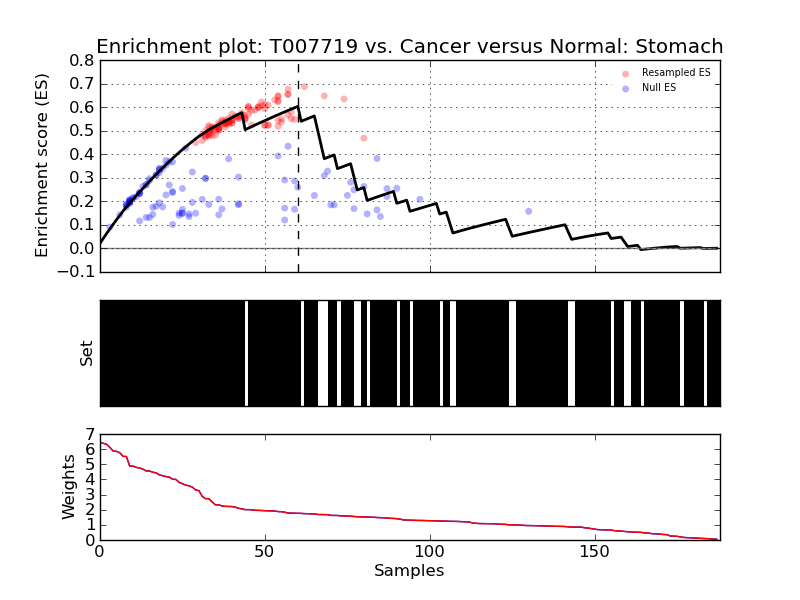 Enrichment plot: T007719 vs. Cancer versus Normal: Stomach
0.8
0.7
0.6
0.5
0.4
0.3
0.2
0.1
0.0
−0.1
Enrichment score (ES)
Resampled ES
Null ES
Set
7
6
5
4
3
2
1
0
Weights
0 50 100 150
Samples